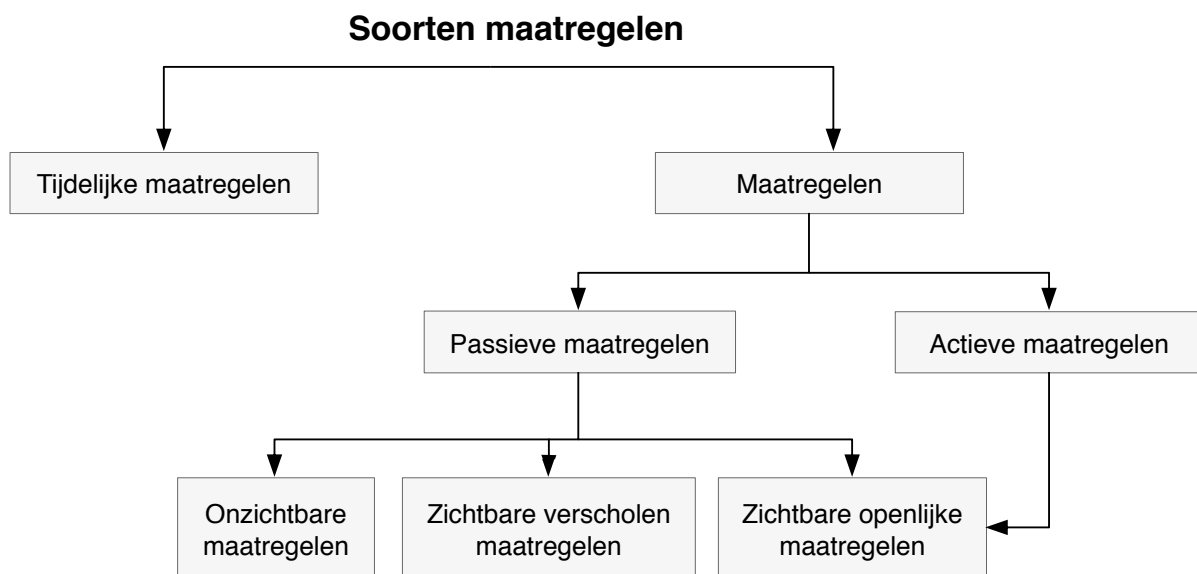 Soorten maatregelen
Tijdelijke maatregelen
Maatregelen
Passieve maatregelen
Actieve maatregelen
Onzichtbare
maatregelen
Zichtbare verscholen
maatregelen
Zichtbare openlijke
maatregelen